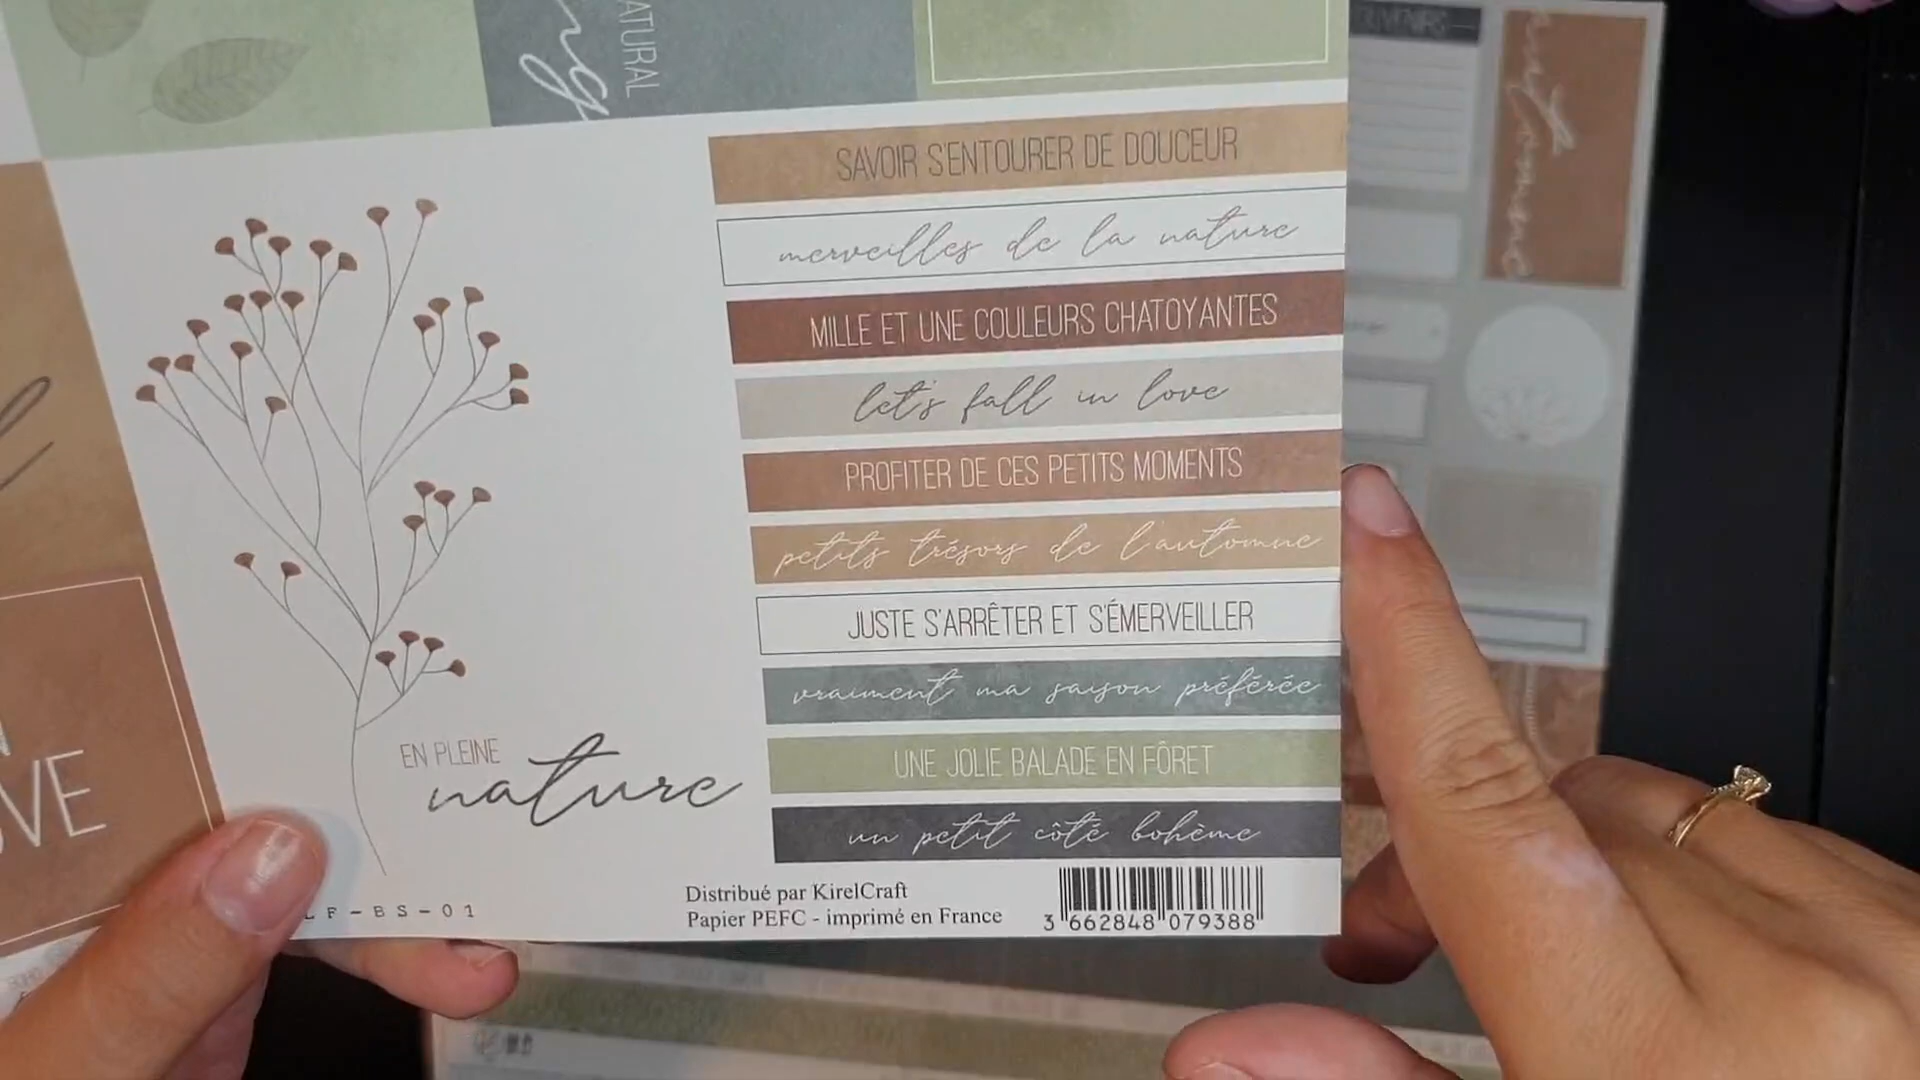 NATURAL
SAVOIR S'ENTOURER DE DOUCEUR
merveilles de la nature
MILLE ET UNE COULEURS CHATOYANTES
let's fall in love
PROFITER DE CES PETITS MOMENTS
petits trésors de l'automne
JUSTE S'ARRÊTER ET S'ÉMERVEILLER
vraiment ma saison préférée
UNE JOLIE BALADE EN FÔRET
un petit côté bohème
EN PLEINE
nature
LF-BS-01
Distribué par KirelCraft
Papier PEFC - imprimé en France
3 662848 079388